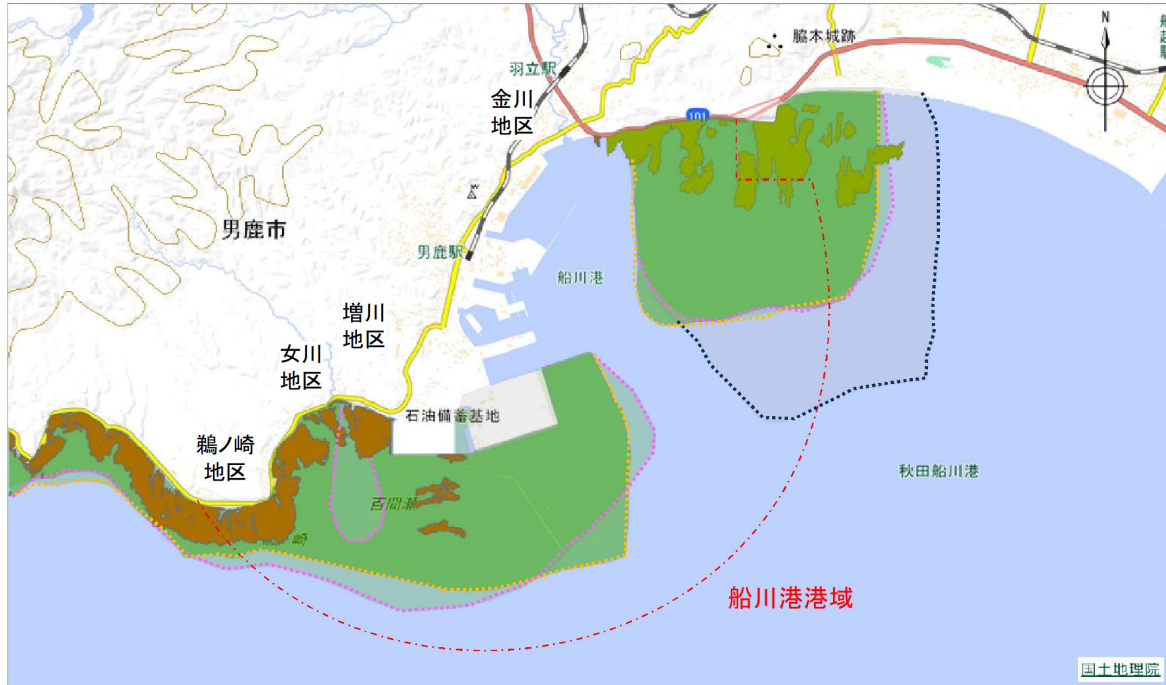 脇本城跡
N
羽立駅
金川
地区
101
男鹿市
男鹿駅
船川港
増川
地区
女川
地区
石油備蓄基地
鵜ノ崎
地区
秋田船川港
百間瀬
崎
船川港港域
国土地理院